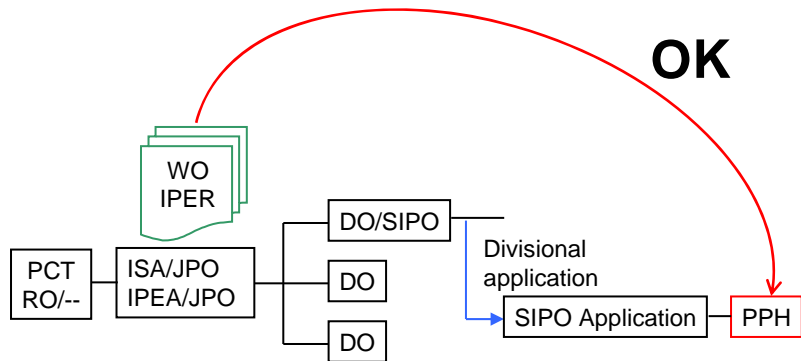 OK
WO
IPER
DO/SIPO
PCT
RO/--
ISA/JPO
IPEA/JPO
DO
DO
Divisional
application
SIPO Application
PPH